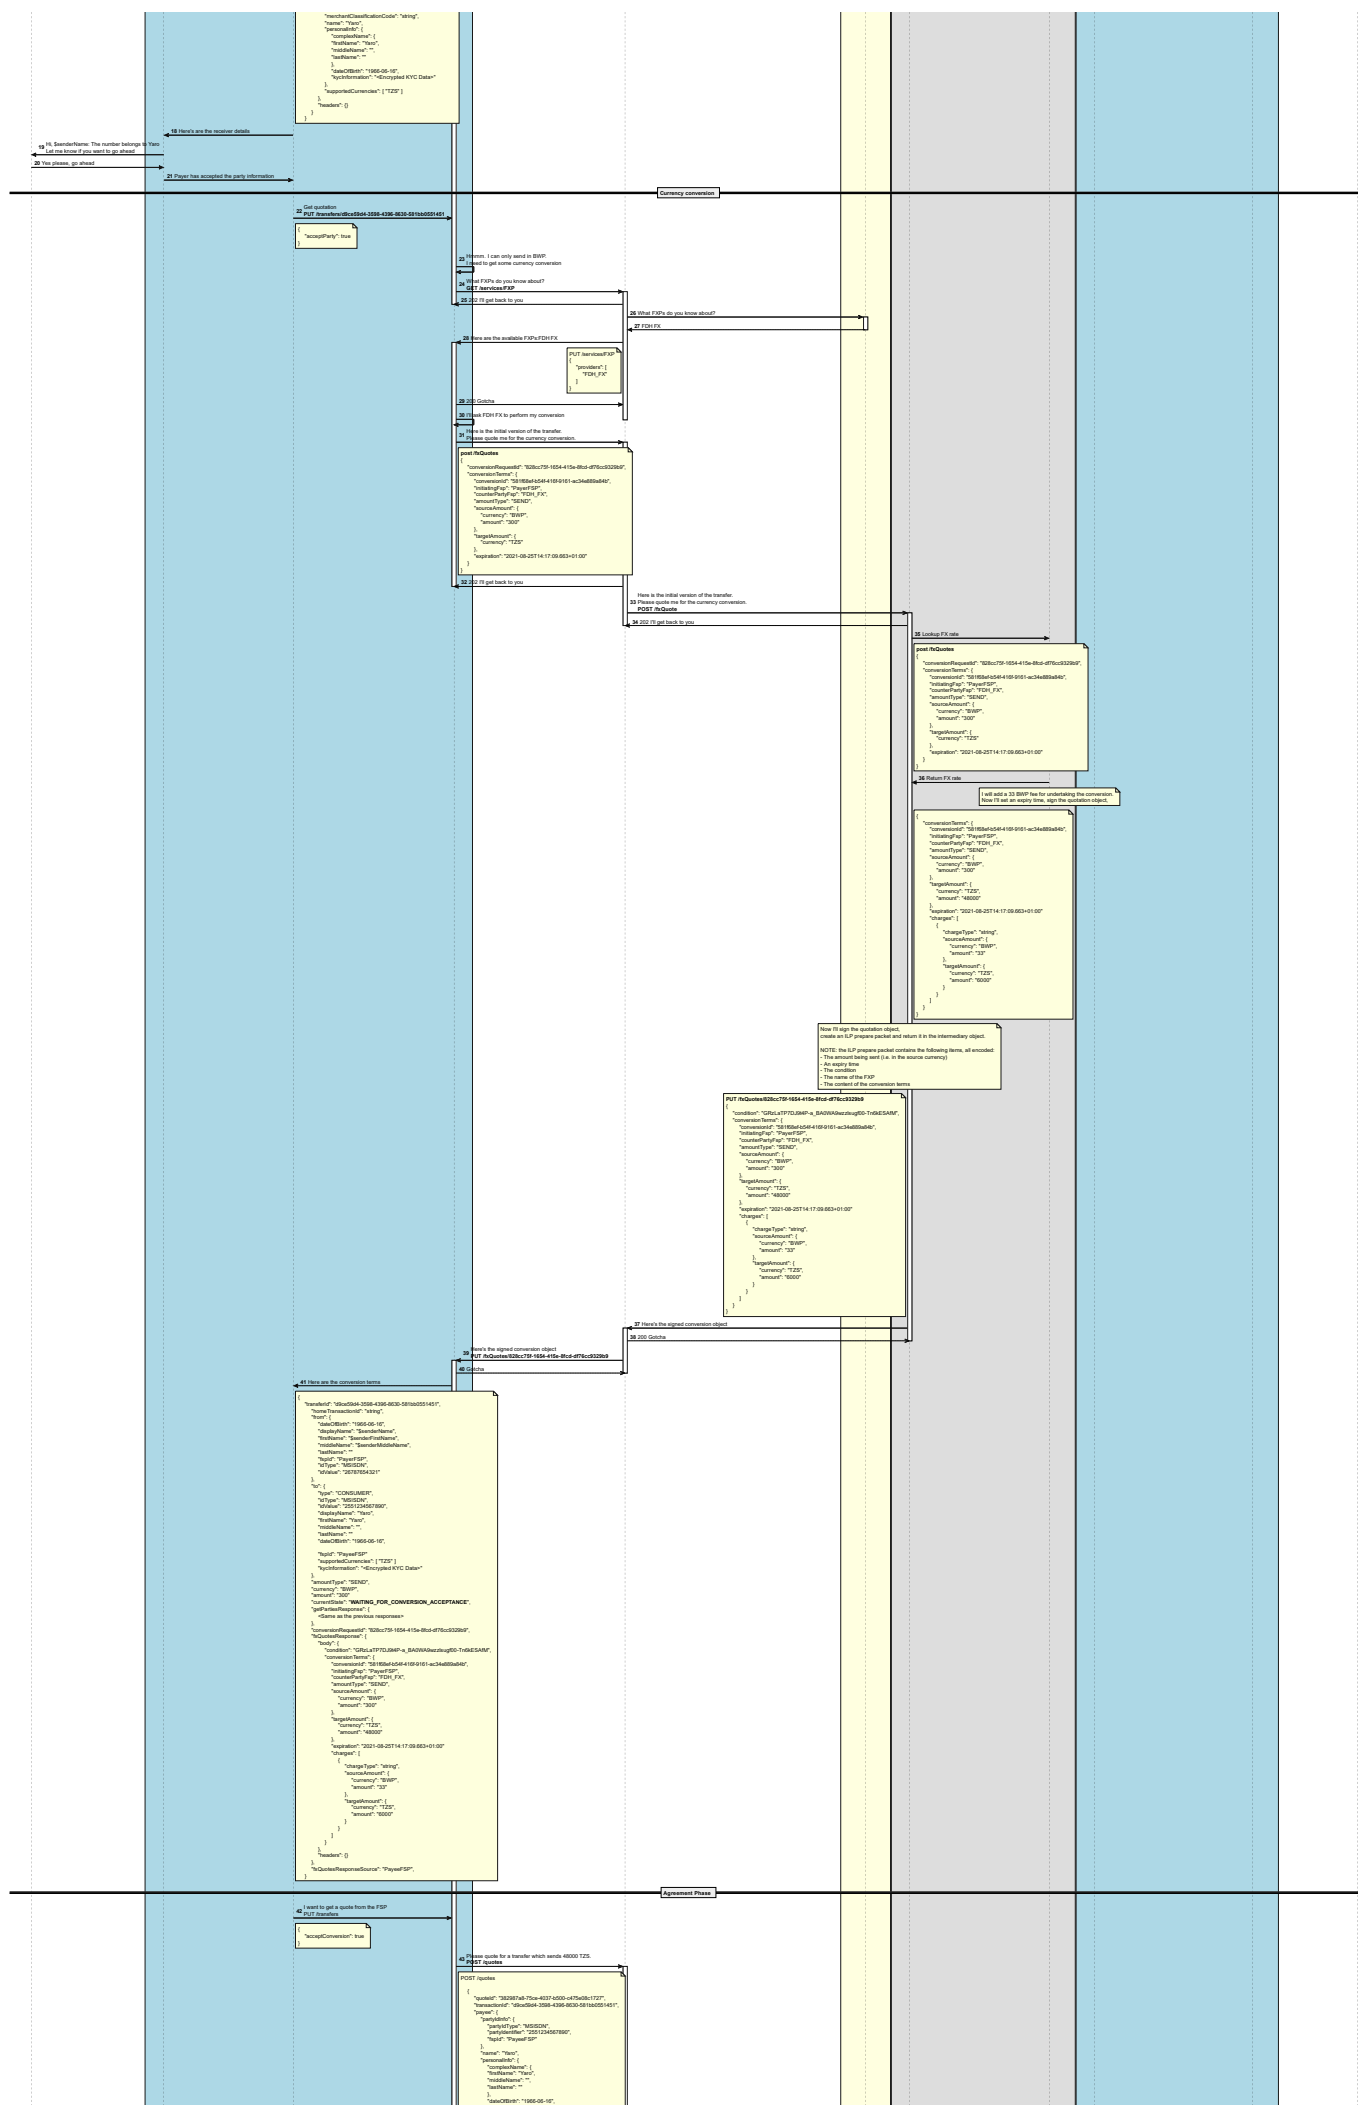 "merchantClassificationCode": "string",
"name": "Yaro",
"personalInfo": {
"complexName": {
"firstName": "Yaro",
"middleName": "",
"lastName": ""
},
"dateOfBirth": "1966-06-16",
"kycInformation": "<Encrypted KYC Data>"
},
"supportedCurrencies": [ "TZS" ]
},
"headers": {}
}
}
18 Here's are the receiver details
19 Hi, $senderName: The number belongs to Yaro
Let me know if you want to go ahead
20 Yes please, go ahead
21 Payer has accepted the party information
Currency conversion
22 Get quotation
PUT /transfers/d9ce59d4-3598-4396-8630-581bb0551451
{
"acceptParty": true
}
23 Hmmm. I can only send in BWP.
I need to get some currency conversion
24 What FXPs do you know about?
GET /services/FXP
25 202 I'll get back to you
26 What FXPs do you know about?
27 FDH FX
28 Here are the available FXPs:FDH FX
PUT /services/FXP
{
"providers": [
"FDH_FX"
]
}
29 200 Gotcha
30 I'll ask FDH FX to perform my conversion
31 Here is the initial version of the transfer.
Please quote me for the currency conversion.
post /fxQuotes
{
"conversionRequestId": "828cc75f-1654-415e-8fcd-df76cc9329b9",
"conversionTerms": {
"conversionId": "581f68ef-b54f-416f-9161-ac34e889a84b",
"initiatingFsp": "PayerFSP",
"counterPartyFsp": "FDH_FX",
"amountType": "SEND",
"sourceAmount": {
"currency": "BWP",
"amount": "300"
},
"targetAmount": {
"currency": "TZS"
},
"expiration": "2021-08-25T14:17:09.663+01:00"
}
}
32 202 I'll get back to you
33 Here is the initial version of the transfer.
Please quote me for the currency conversion.
POST /fxQuote
34 202 I'll get back to you
35 Lookup FX rate
post /fxQuotes
{
"conversionRequestId": "828cc75f-1654-415e-8fcd-df76cc9329b9",
"conversionTerms": {
"conversionId": "581f68ef-b54f-416f-9161-ac34e889a84b",
"initiatingFsp": "PayerFSP",
"counterPartyFsp": "FDH_FX",
"amountType": "SEND",
"sourceAmount": {
"currency": "BWP",
"amount": "300"
},
"targetAmount": {
"currency": "TZS"
},
"expiration": "2021-08-25T14:17:09.663+01:00"
}
}
36 Return FX rate
I will add a 33 BWP fee for undertaking the conversion.
Now I'll set an expiry time, sign the quotation object,
{
"conversionTerms": {
"conversionId": "581f68ef-b54f-416f-9161-ac34e889a84b",
"initiatingFsp": "PayerFSP",
"counterPartyFsp": "FDH_FX",
"amountType": "SEND",
"sourceAmount": {
"currency": "BWP",
"amount": "300"
},
"targetAmount": {
"currency": "TZS",
"amount": "48000"
},
"expiration": "2021-08-25T14:17:09.663+01:00"
"charges": [
{
"chargeType": "string",
"sourceAmount": {
"currency": "BWP",
"amount": "33"
},
"targetAmount": {
"currency": "TZS",
"amount": "6000"
}
}
]
}
}
Now I'll sign the quotation object,
create an ILP prepare packet and return it in the intermediary object.
NOTE: the ILP prepare packet contains the following items, all encoded:
- The amount being sent (i.e. in the source currency)
- An expiry time
- The condition
- The name of the FXP
- The content of the conversion terms
PUT /fxQuotes/828cc75f-1654-415e-8fcd-df76cc9329b9
{
"condition": "GRzLaTP7DJ9t4P-a_BA0WA9wzzixsugf00-Tn6kESAfM",
"conversionTerms": {
"conversionId": "581f68ef-b54f-416f-9161-ac34e889a84b",
"initiatingFsp": "PayerFSP",
"counterPartyFsp": "FDH_FX",
"amountType": "SEND",
"sourceAmount": {
"currency": "BWP",
"amount": "300"
},
"targetAmount": {
"currency": "TZS",
"amount": "48000"
},
"expiration": "2021-08-25T14:17:09.663+01:00"
"charges": [
{
"chargeType": "string",
"sourceAmount": {
"currency": "BWP",
"amount": "33"
},
"targetAmount": {
"currency": "TZS",
"amount": "6000"
}
}
]
}
}
37 Here's the signed conversion object
38 200 Gotcha
39 Here's the signed conversion object
PUT /fxQuotes/828cc75f-1654-415e-8fcd-df76cc9329b9
40 Gotcha
41 Here are the conversion terms
{
"transferId": "d9ce59d4-3598-4396-8630-581bb0551451",
"homeTransactionId": "string",
"from": {
"dateOfBirth": "1966-06-16",
"displayName": "$senderName",
"firstName": "$senderFirstName",
"middleName": "$senderMiddleName",
"lastName": ""
"fspId": "PayerFSP",
"idType": "MSISDN",
"idValue": "26787654321"
},
"to": {
"type": "CONSUMER",
"idType": "MSISDN",
"idValue": "2551234567890",
"displayName": "Yaro",
"firstName": "Yaro",
"middleName": "",
"lastName": ""
"dateOfBirth": "1966-06-16",
"fspId": "PayeeFSP"
"supportedCurrencies": [ "TZS" ]
"kycInformation": "<Encrypted KYC Data>"
},
"amountType": "SEND",
"currency": "BWP",
"amount": "300"
"currentState": "WAITING_FOR_CONVERSION_ACCEPTANCE",
"getPartiesResponse": {
<Same as the previous responses>
},
"conversionRequestId": "828cc75f-1654-415e-8fcd-df76cc9329b9",
"fxQuotesResponse": {
"body": {
"condition": "GRzLaTP7DJ9t4P-a_BA0WA9wzzixsugf00-Tn6kESAfM",
"conversionTerms": {
"conversionId": "581f68ef-b54f-416f-9161-ac34e889a84b",
"initiatingFsp": "PayerFSP",
"counterPartyFsp": "FDH_FX",
"amountType": "SEND",
"sourceAmount": {
"currency": "BWP",
"amount": "300"
},
"targetAmount": {
"currency": "TZS",
"amount": "48000"
},
"expiration": "2021-08-25T14:17:09.663+01:00"
"charges": [
{
"chargeType": "string",
"sourceAmount": {
"currency": "BWP",
"amount": "33"
},
"targetAmount": {
"currency": "TZS",
"amount": "6000"
}
}
]
}
},
"headers": {}
},
"fxQuotesResponseSource": "PayeeFSP",
}
Agreement Phase
42 I want to get a quote from the FSP
PUT /transfers
{
"acceptConversion": true
}
43 Please quote for a transfer which sends 48000 TZS.
POST /quotes
POST /quotes
{
"quoteId": "382987a8-75ce-4037-b500-c475e08c1727",
"transactionId": "d9ce59d4-3598-4396-8630-581bb0551451",
"payee": {
"partyIdInfo": {
"partyIdType": "MSISDN",
"partyIdentifier": "2551234567890",
"fspId": "PayeeFSP"
},
"name": "Yaro",
"personalInfo": {
"complexName": {
"firstName": "Yaro",
"middleName": "",
"lastName": ""
},
"dateOfBirth": "1966-06-16",